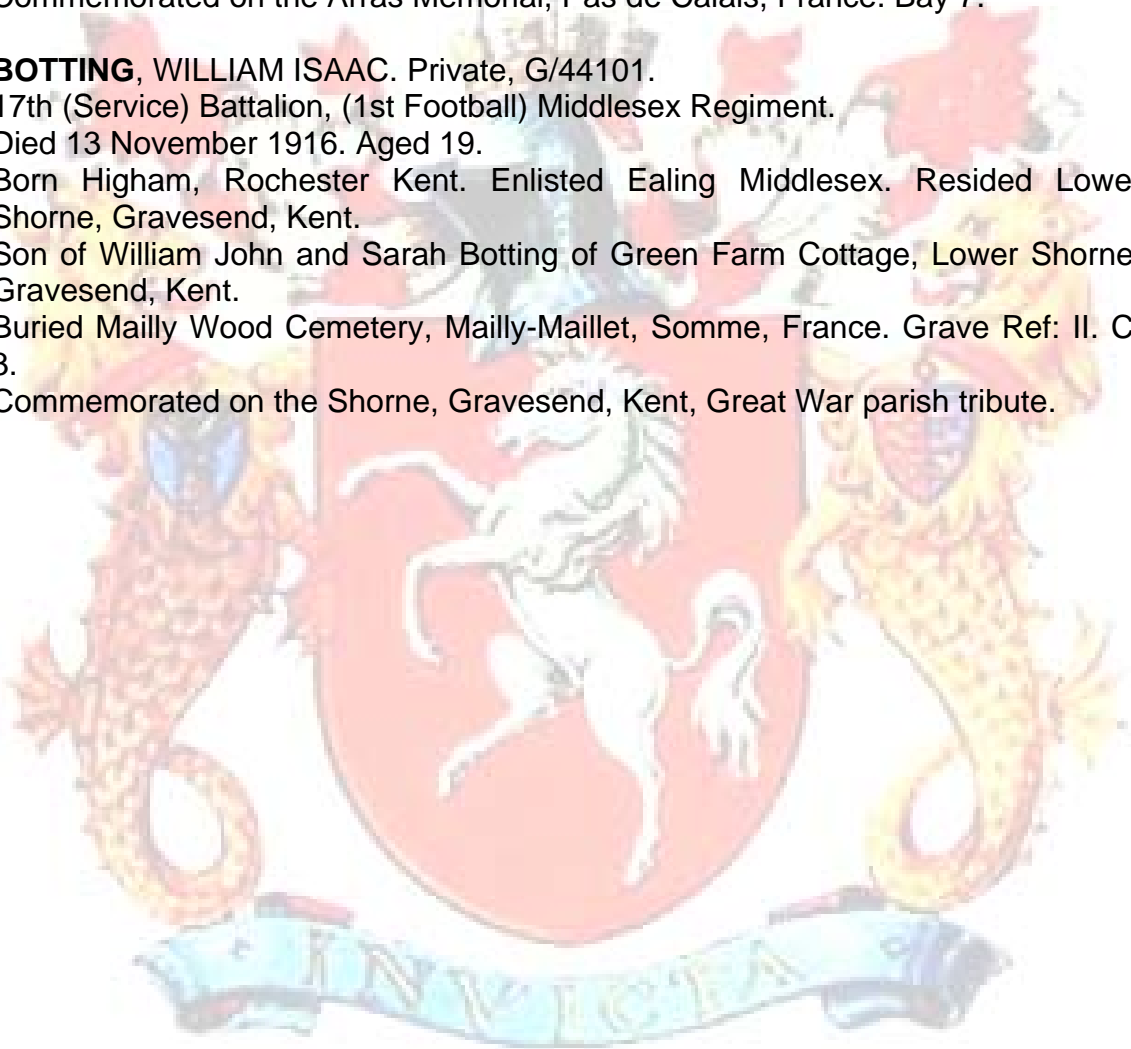 Commemorated on the Arras Memorial, Pas de Calais, France. Bay 7.
BOTTING, WILLIAM ISAAC. Private, G/44101.
17th (Service) Battalion, (1st Football) Middlesex Regiment.
Died 13 November 1916. Aged 19.
Born Higham, Rochester Kent. Enlisted Ealing Middlesex. Resided Lowe
Shorne, Gravesend, Kent.
Son of William John and Sarah Botting of Green Farm Cottage, Lower Shorne
Gravesend, Kent.
Buried Mailly Wood Cemetery, Mailly-Maillet, Somme, France. Grave Ref: II. C
3.
Commemorated on the Shorne, Gravesend, Kent, Great War parish tribute.
INVICTA